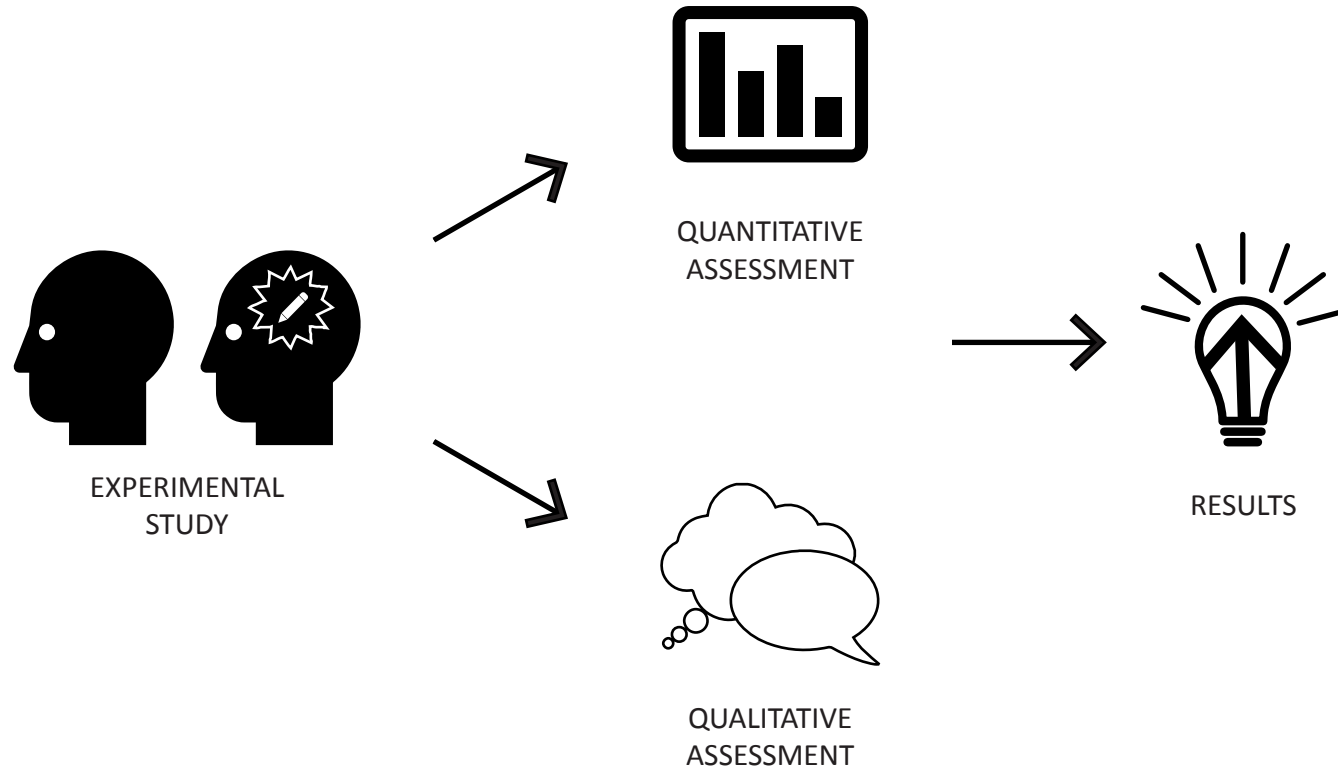 QUANTITATIVE
ASSESSMENT
EXPERIMENTAL
STUDY
RESULTS
QUALITATIVE
ASSESSMENT